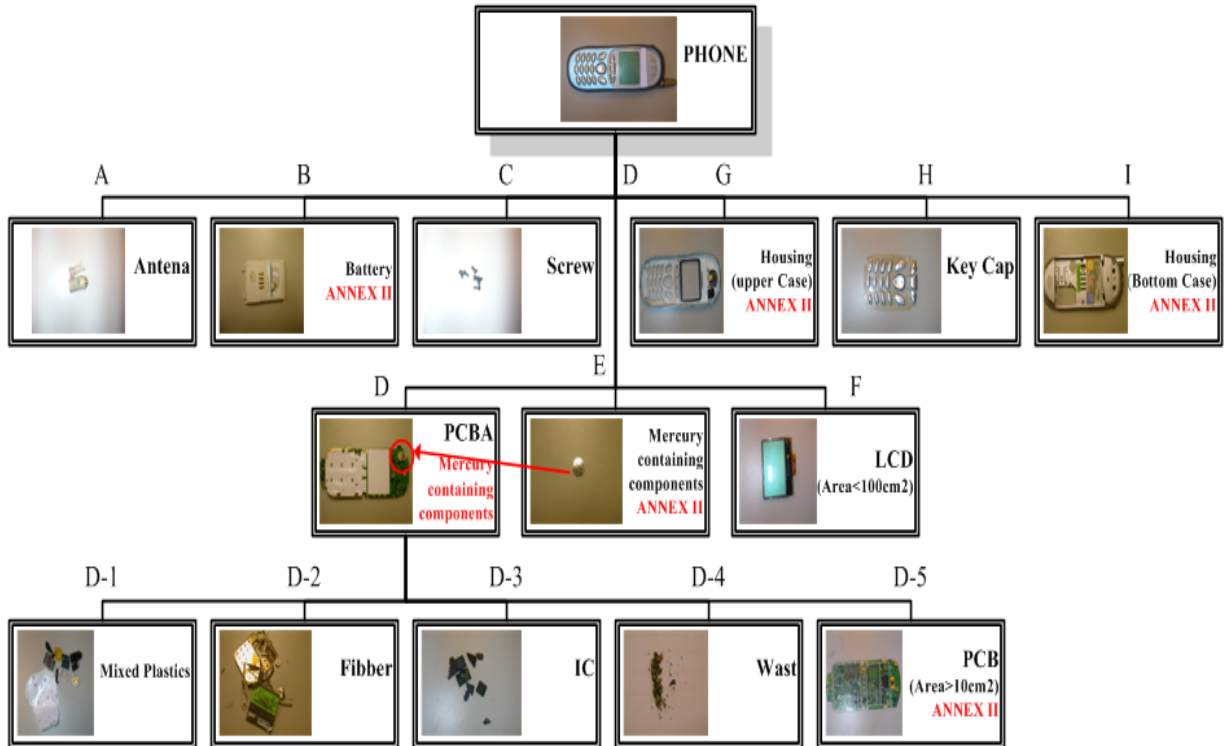 PHONE
A
B
C
D
G
H
I
Antena
Battery
ANNEX II
Screw
Housing
(upper Case)
ANNEX II
Key Cap
Housing
(Bottom Case)
ANNEX II
E
D
F
PCBA
Mercury
containing
components
Mercury
containing
components
ANNEX II
LCD
(Area<100cm2)
D-1
D-2
D-3
D-4
D-5
Mixed Plastics
Fibber
IC
Wast
PCB
(Area>10cm2)
ANNEX II